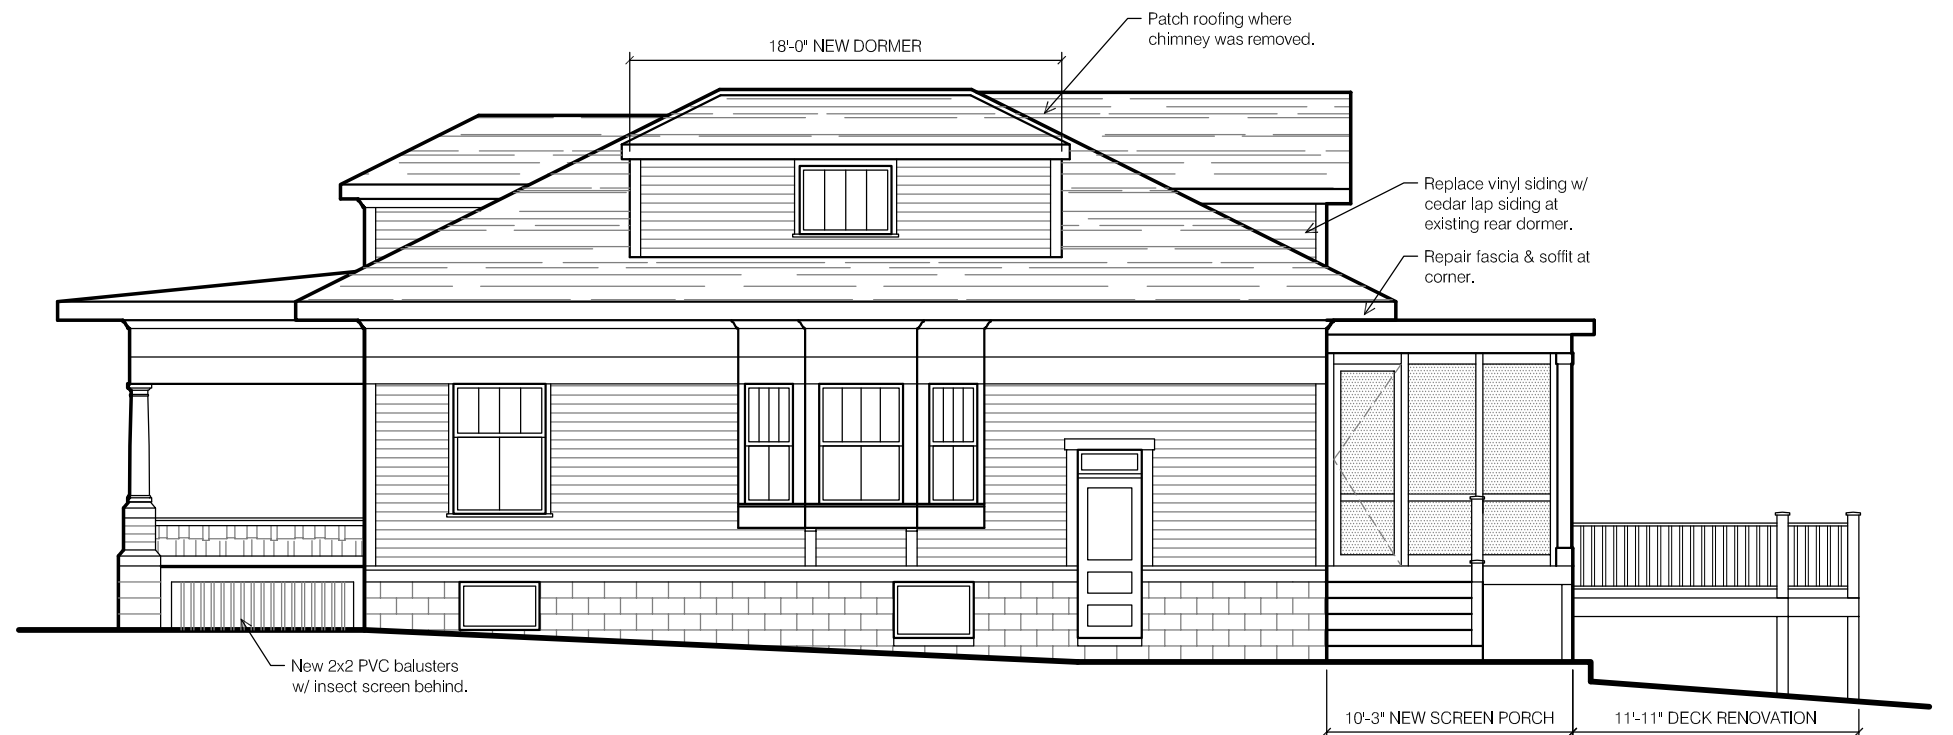 Patch roofing where
chimney was removed.
18'-0" NEW DORMER
Replace vinyl siding w/
cedar lap siding at
existing rear dormer.
Repair fascia & soffit at
corner.
New 2x2 PVC balusters
w/ insect screen behind.
10'-3" NEW SCREEN PORCH
11'-11" DECK RENOVATION